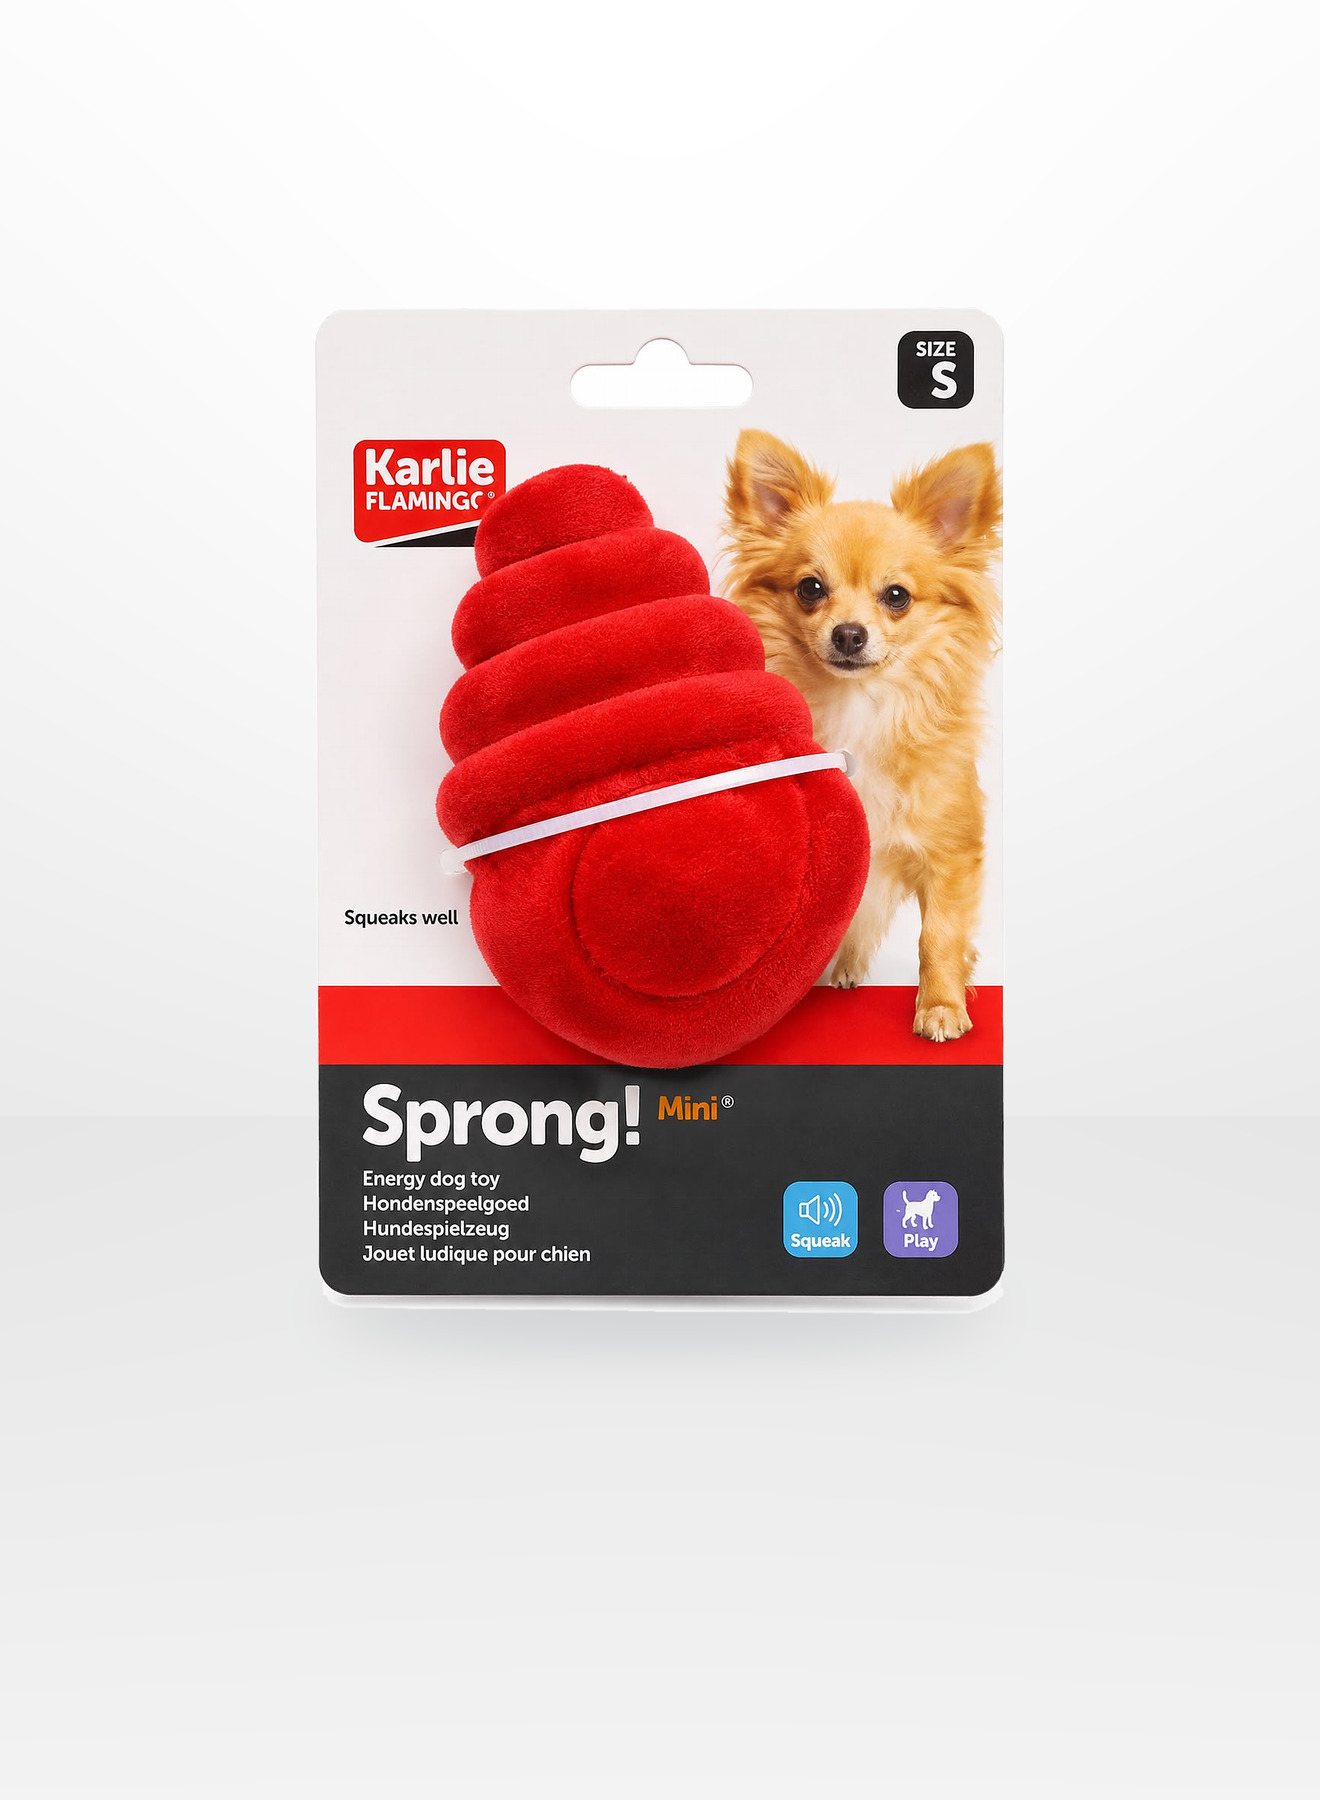 SIZE
S
Karlie
FLAMINGO®
Squeaks well
Sprong! Mini®
Energy dog toy
Hondenspeelgoed
Hundespielzeug
Jouet ludique pour chien
Squeak
Play